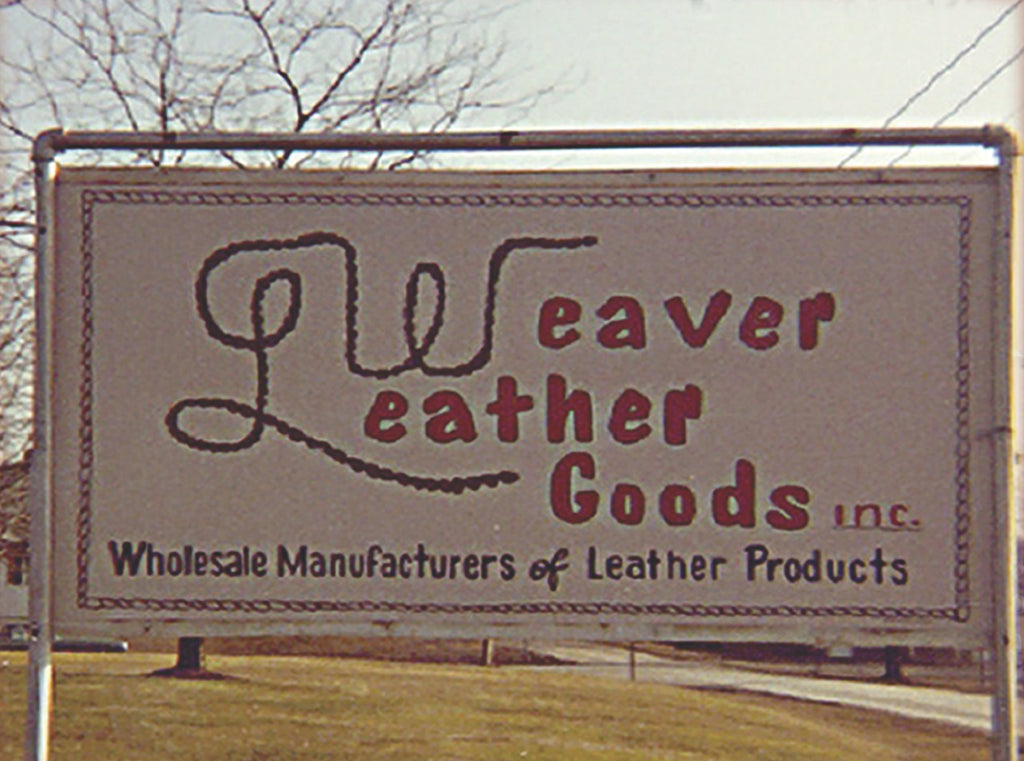 Weaver
Leather
Goods inc.
Wholesale Manufacturers of Leather Products